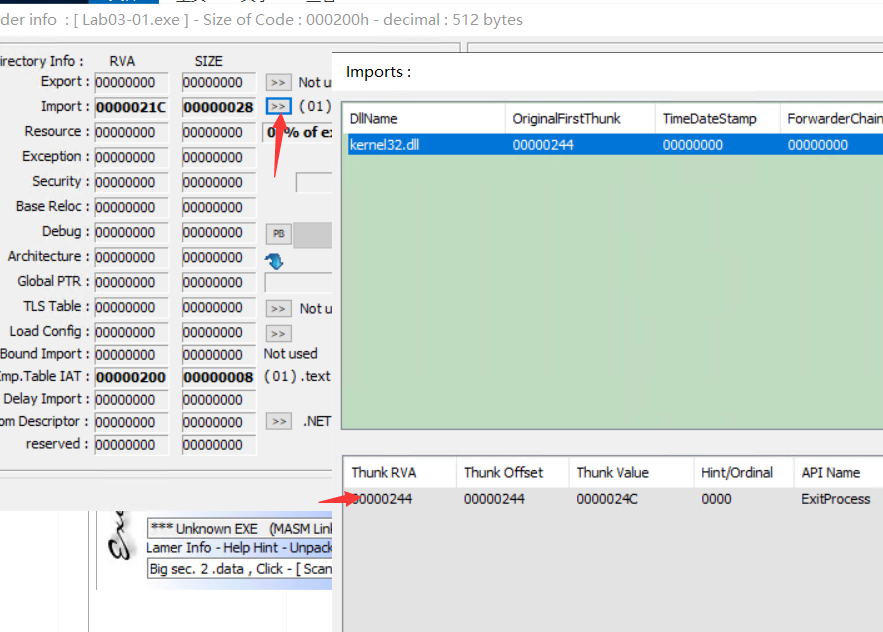 der info : [ Lab03-01.exe ] - Size of Code : 000200h - decimal : 512 bytes
irectory Info : RVA SIZE
Export : 00000000 00000000 >> Not u
Import : 0000021C 00000028 >> (01)
Resource : 00000000 00000000 % of ex
Exception : 00000000 00000000
Security : 00000000 00000000
Base Reloc : 00000000 00000000
Debug : 00000000 00000000 PB
Architecture : 00000000 00000000
Global PTR : 00000000 00000000
TLS Table : 00000000 00000000 >> Not u
Load Config : 00000000 00000000 >>
Bound Import : 00000000 00000000 Not used
mp.Table IAT : 00000200 00000008 (01).text
Delay Import : 00000000 00000000
om Descriptor : 00000000 00000000 >> .NET
reserved : 00000000 00000000
*** Unknown EXE (MASM Lin
Lamer Info - Help Hint - Unpack
Big sec. 2 .data , Click - [ Scan
Imports :
DllName OriginalFirstThunk TimeDateStamp ForwarderChain
kernel32.dll 00000244 00000000 00000000
Thunk RVA Thunk Offset Thunk Value Hint/Ordinal API Name
00000244 00000244 0000024C 0000 ExitProcess